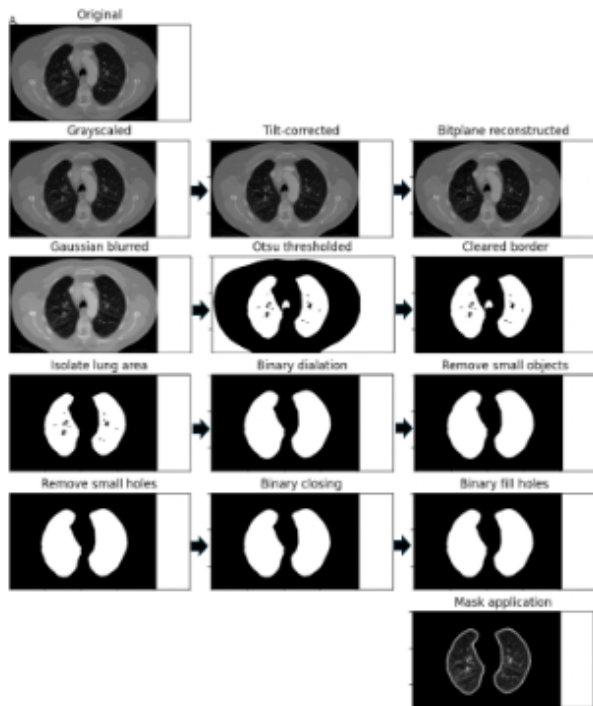 A.
Original
Grayscaled Tilt-corrected Bitplane reconstructed
Gaussian blurred Otsu thresholded Cleared border
Isolate lung area Binary dialation Remove small objects
Remove small holes Binary closing Binary fill holes
Mask application